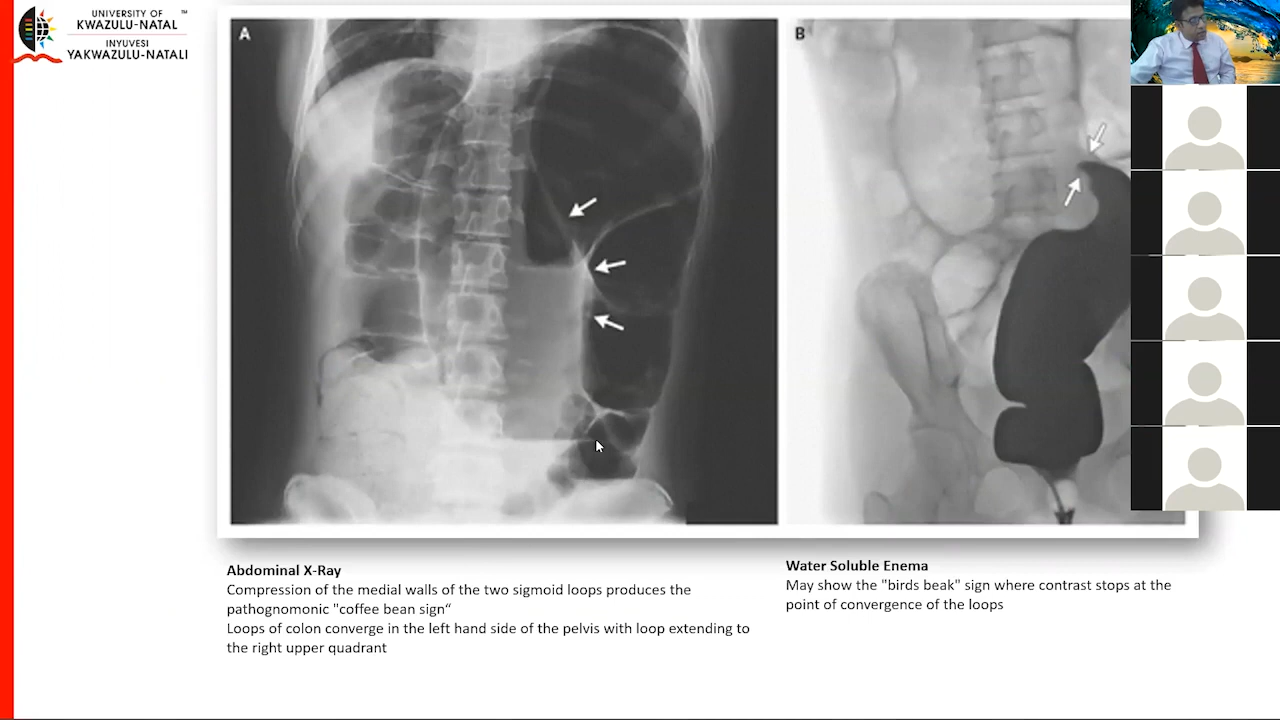 UNIVERSITY OF ™
KWAZULU-NATAL
INYUVESI
YAKWAZULU-NATALI
A
B
Abdominal X-Ray
Compression of the medial walls of the two sigmoid loops produces the
pathognomonic "coffee bean sign“
Loops of colon converge in the left hand side of the pelvis with loop extending to
the right upper quadrant
Water Soluble Enema
May show the "birds beak" sign where contrast stops at the
point of convergence of the loops